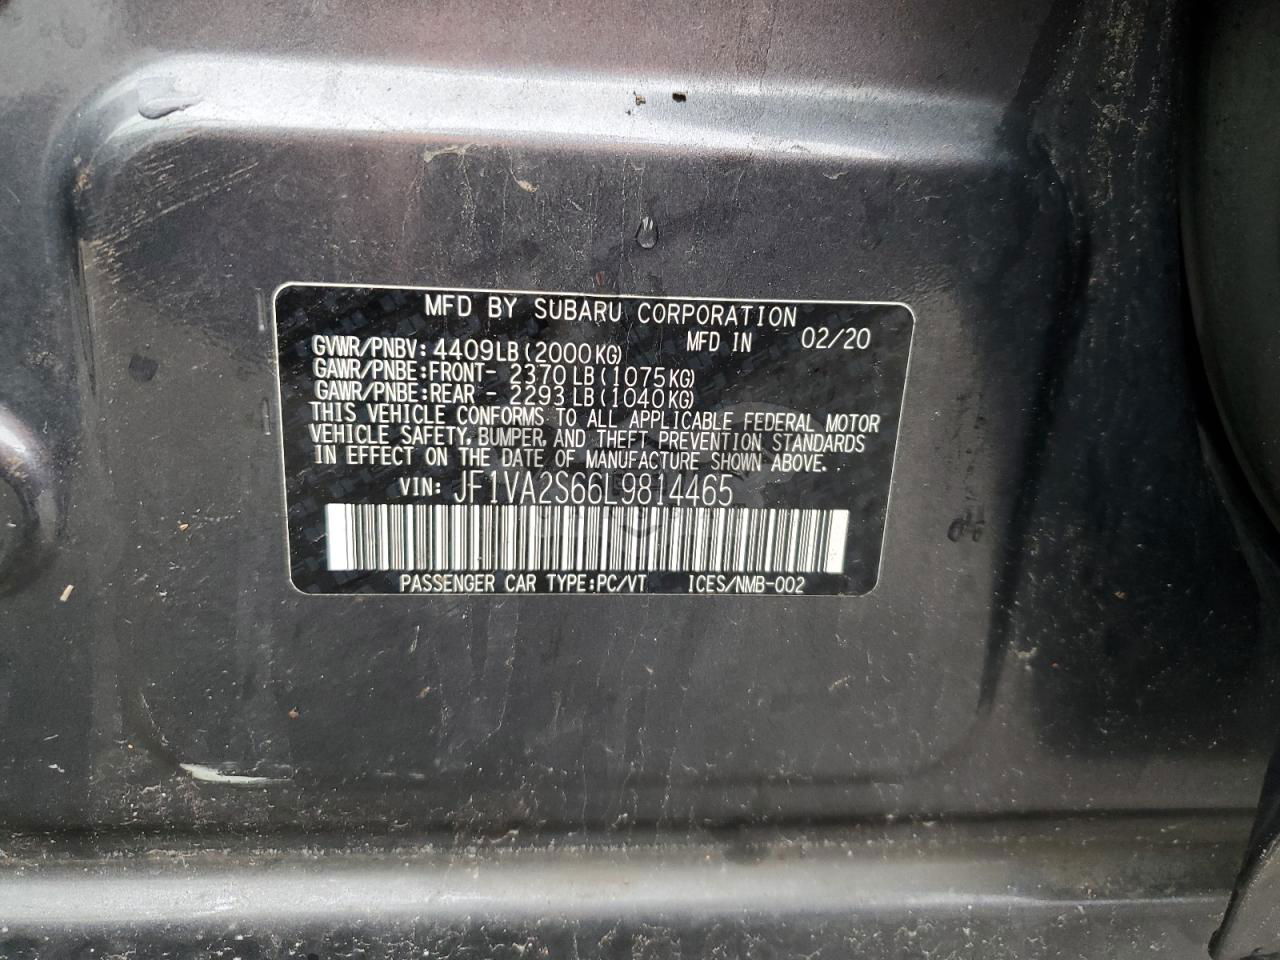 MFD BY SUBARU CORPORATION
MFD IN 02/20
GVWR/PNBV: 4409LB (2000KG)
GAWR/PNBE: FRONT- 2370LB (1075KG)
GAWR/PNBE: REAR - 2293LB (1040KG)
THIS VEHICLE CONFORMS TO ALL APPLICABLE FEDERAL MOTOR
VEHICLE SAFETY, BUMPER, AND THEFT PREVENTION STANDARDS
IN EFFECT ON THE DATE OF MANUFACTURE SHOWN ABOVE.
VIN: JF1VA2S66L9814465
PASSENGER CAR TYPE:PC/VT ICES/NMB-002